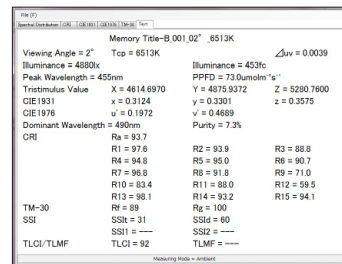 File (F)
Spectral Distribution CRI CIE1931 CIE1976 TM-30 Text
Memory Title-B_001_02° _6513K
Viewing Angle = 2° Tcp = 6513K ⊿uv = 0.0039
Illuminance = 4880lx Illuminance = 453fc
Peak Wavelength = 455nm PPFD = 73.0umolm⁻²s⁻¹
Tristimulus Value X = 4614.6970 Y = 4875.9372 Z = 5280.7600
CIE1931 x = 0.3124 y = 0.3301 z = 0.3575
CIE1976 u' = 0.1972 v' = 0.4689
Dominant Wavelength = 490nm Purity = 7.3%
CRI Ra = 93.7
R1 = 97.6 R2 = 93.9 R3 = 88.8
R4 = 94.8 R5 = 95.0 R6 = 90.7
R7 = 96.8 R8 = 91.8 R9 = 71.0
R10 = 83.4 R11 = 88.0 R12 = 59.5
R13 = 98.1 R14 = 93.2 R15 = 94.1
TM-30 Rf = 89 Rg = 100
SSI SSIt = 31 SSId = 60
SSI1 = --- SSI2 = ---
TLCI/TLMF TLCI = 92 TLMF = ---
Measuring Mode = Ambient